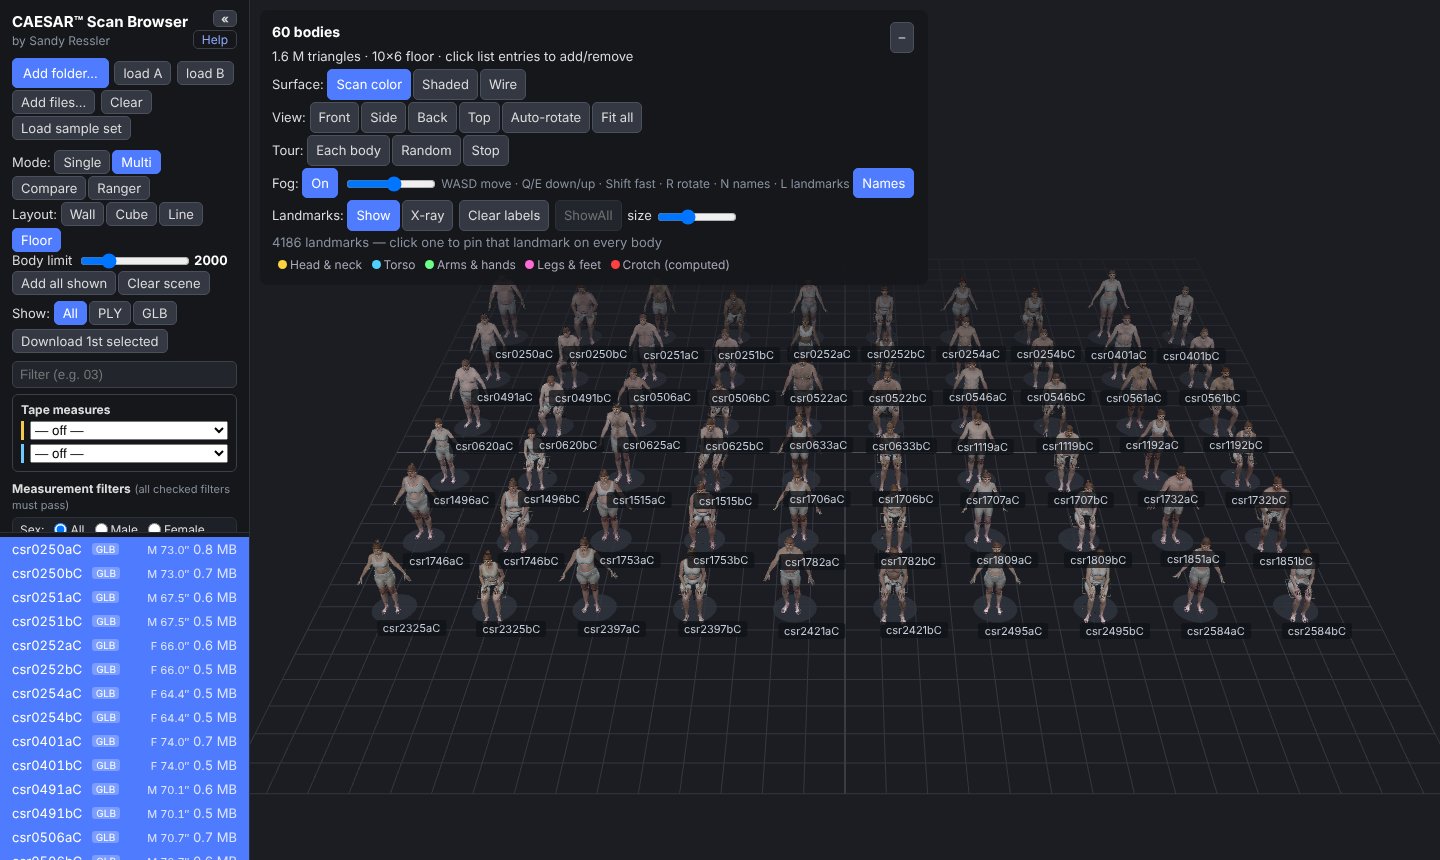 CAESAR™ Scan Browser «
by Sandy Ressler Help
Add folder... load A load B
Add files... Clear
Load sample set
Mode: Single Multi
Compare Ranger
Layout: Wall Cube Line
Floor
Body limit 2000
Add all shown Clear scene
Show: All PLY GLB
Download 1st selected
Filter (e.g. 03)
Tape measures
— off —
— off —
Measurement filters (all checked filters
must pass)
Sex: All Male Female
csr0250aC GLB M 73.0" 0.8 MB
csr0250bC GLB M 73.0" 0.7 MB
csr0251aC GLB M 67.5" 0.6 MB
csr0251bC GLB M 67.5" 0.5 MB
csr0252aC GLB F 66.0" 0.6 MB
csr0252bC GLB F 66.0" 0.5 MB
csr0254aC GLB F 64.4" 0.5 MB
csr0254bC GLB F 64.4" 0.5 MB
csr0401aC GLB F 74.0" 0.7 MB
csr0401bC GLB F 74.0" 0.5 MB
csr0491aC GLB M 70.1" 0.6 MB
csr0491bC GLB M 70.1" 0.5 MB
csr0506aC GLB M 70.7" 0.7 MB
60 bodies –
1.6 M triangles · 10×6 floor · click list entries to add/remove
Surface: Scan color Shaded Wire
View: Front Side Back Top Auto-rotate Fit all
Tour: Each body Random Stop
Fog: On WASD move · Q/E down/up · Shift fast · R rotate · N names · L landmarks Names
Landmarks: Show X-ray Clear labels ShowAll size
4186 landmarks — click one to pin that landmark on every body
Head & neck Torso Arms & hands Legs & feet Crotch (computed)
csr0250aC csr0250bC csr0251aC csr0251bC csr0252aC csr0252bC csr0254aC csr0254bC csr0401aC csr0401bC
csr0491aC csr0491bC csr0506aC csr0506bC csr0522aC csr0522bC csr0546aC csr0546bC csr0561aC csr0561bC
csr0620aC csr0620bC csr0625aC csr0625bC csr0633aC csr0633bC csr1119aC csr1119bC csr1192aC csr1192bC
csr1496aC csr1496bC csr1515aC csr1515bC csr1706aC csr1706bC csr1707aC csr1707bC csr1732aC csr1732bC
csr1746aC csr1746bC csr1753aC csr1753bC csr1782aC csr1782bC csr1809aC csr1809bC csr1851aC csr1851bC
csr2325aC csr2325bC csr2397aC csr2397bC csr2421aC csr2421bC csr2495aC csr2495bC csr2584aC csr2584bC